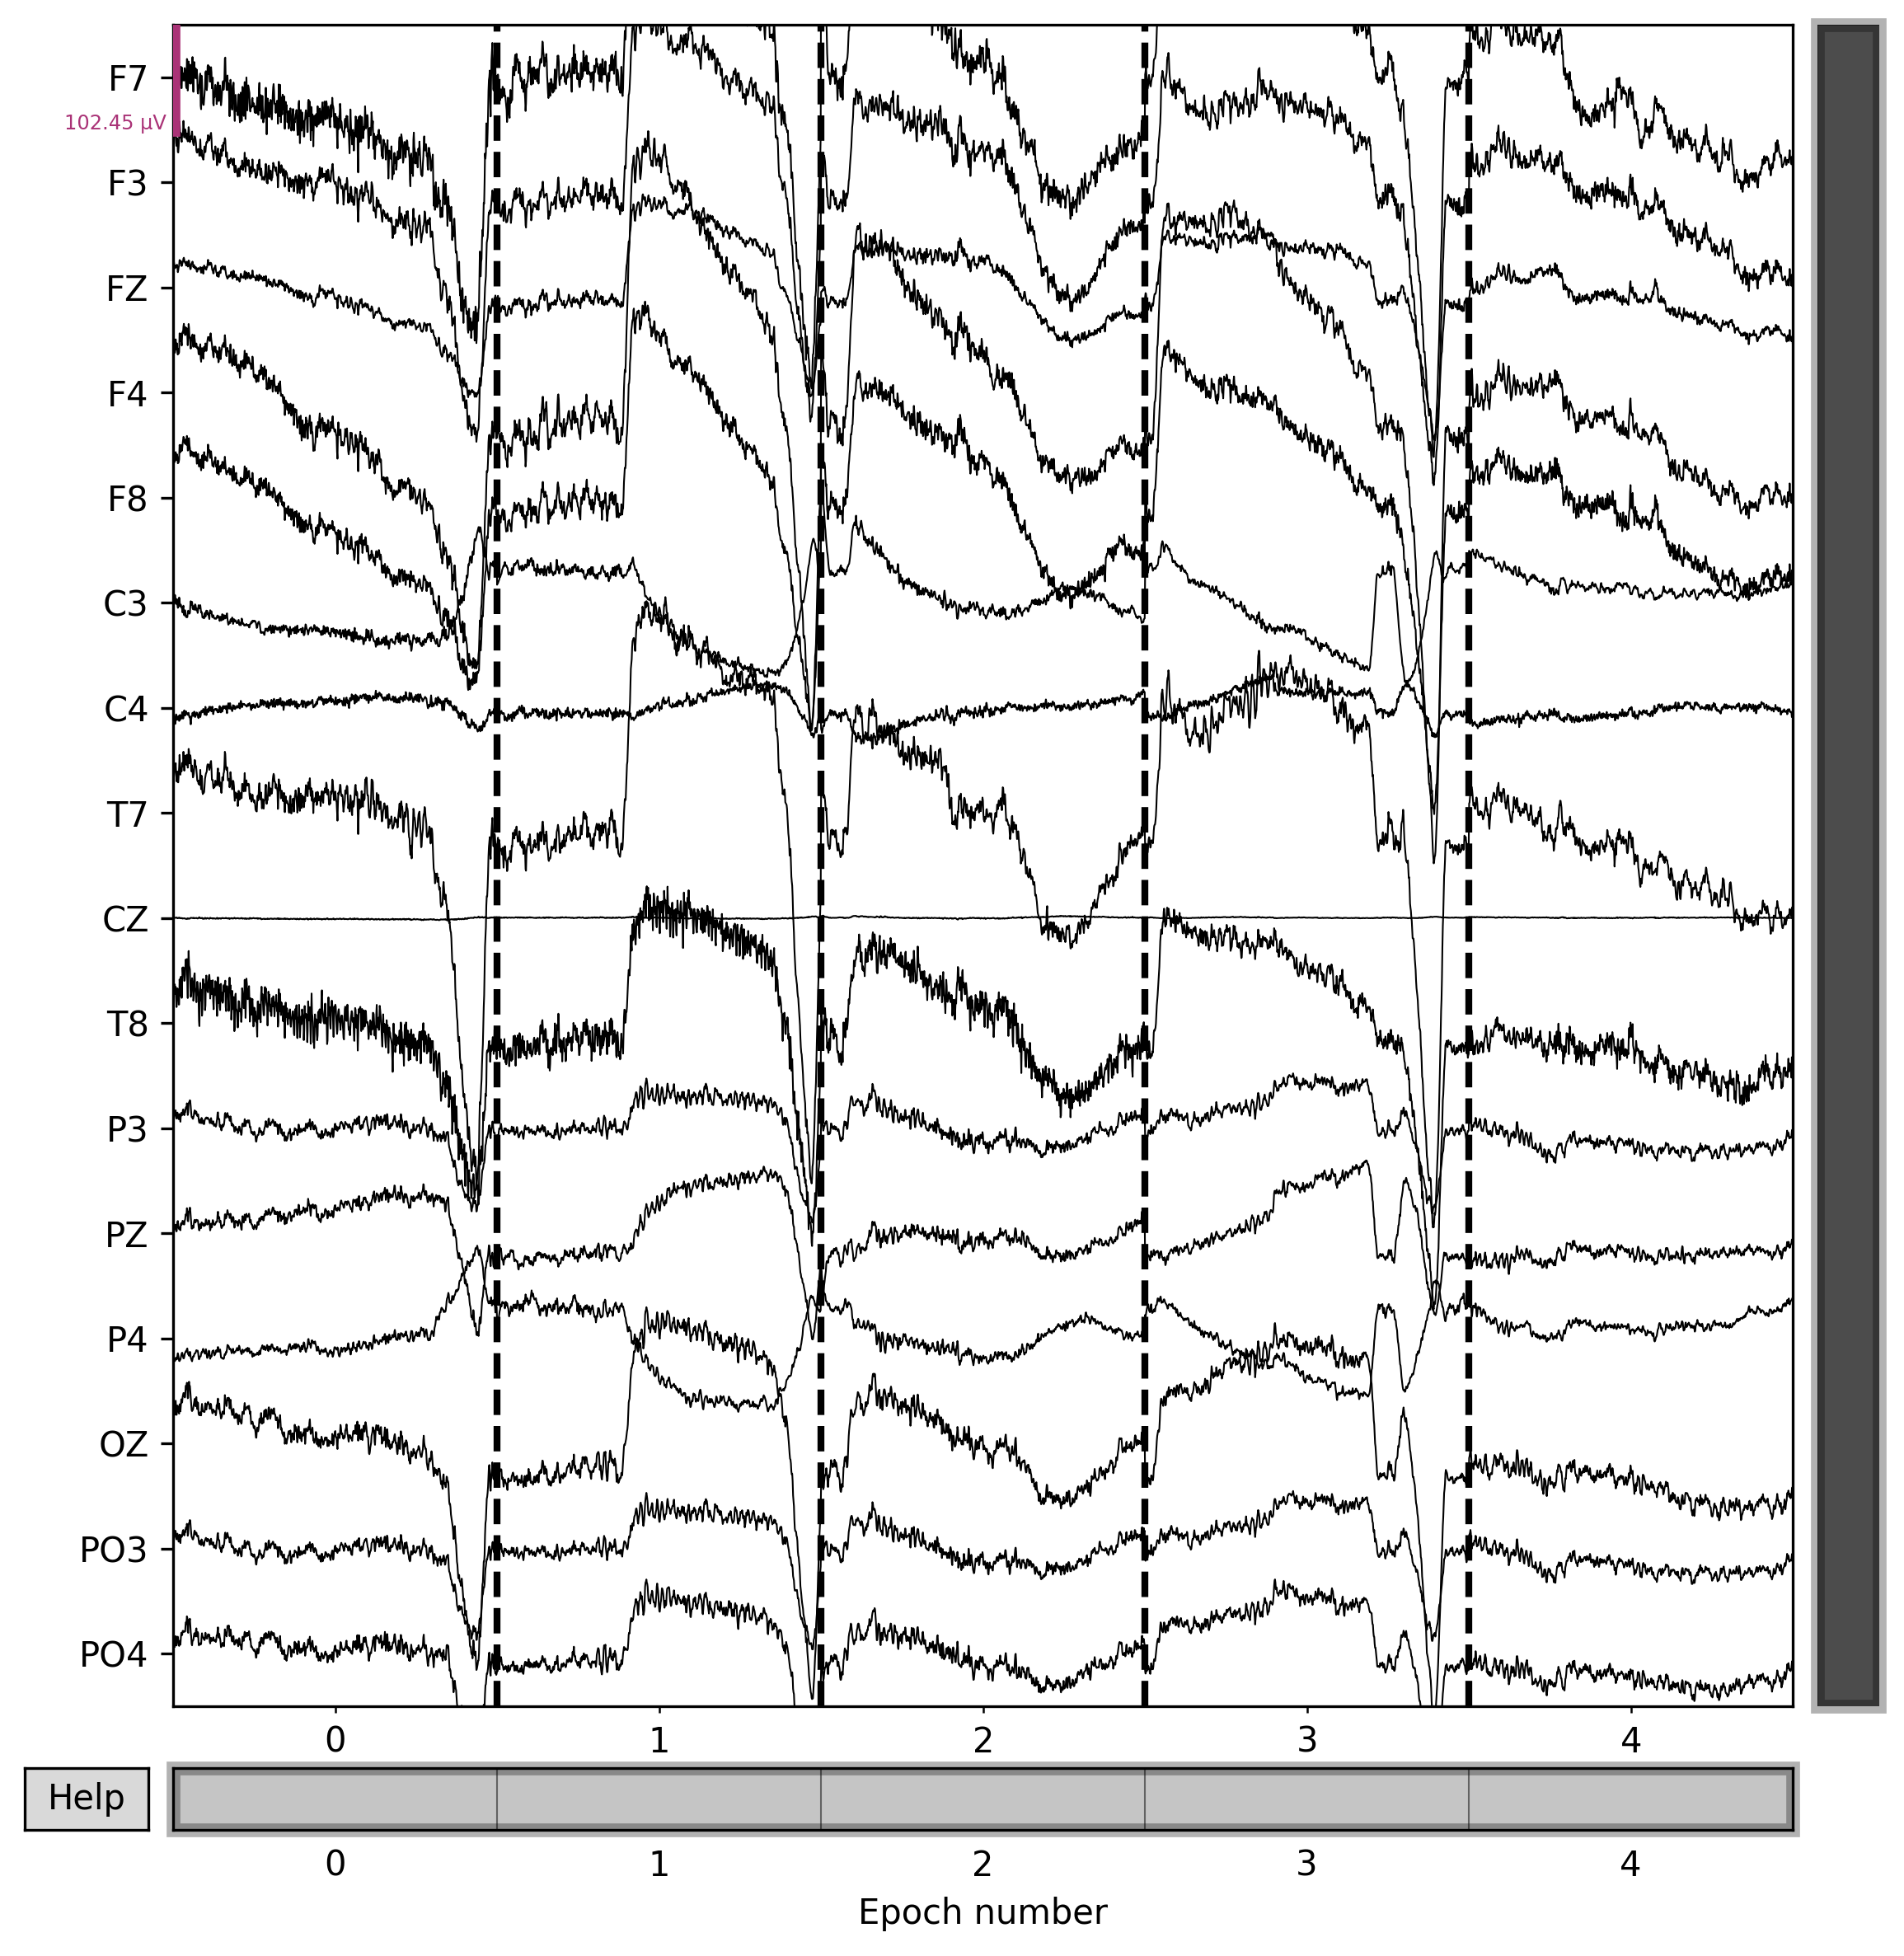 F7
102.45 µV
F3
FZ
F4
F8
C3
C4
T7
CZ
T8
P3
PZ
P4
OZ
PO3
PO4
0 1 2 3 4
Help
0 1 2 3 4
Epoch number